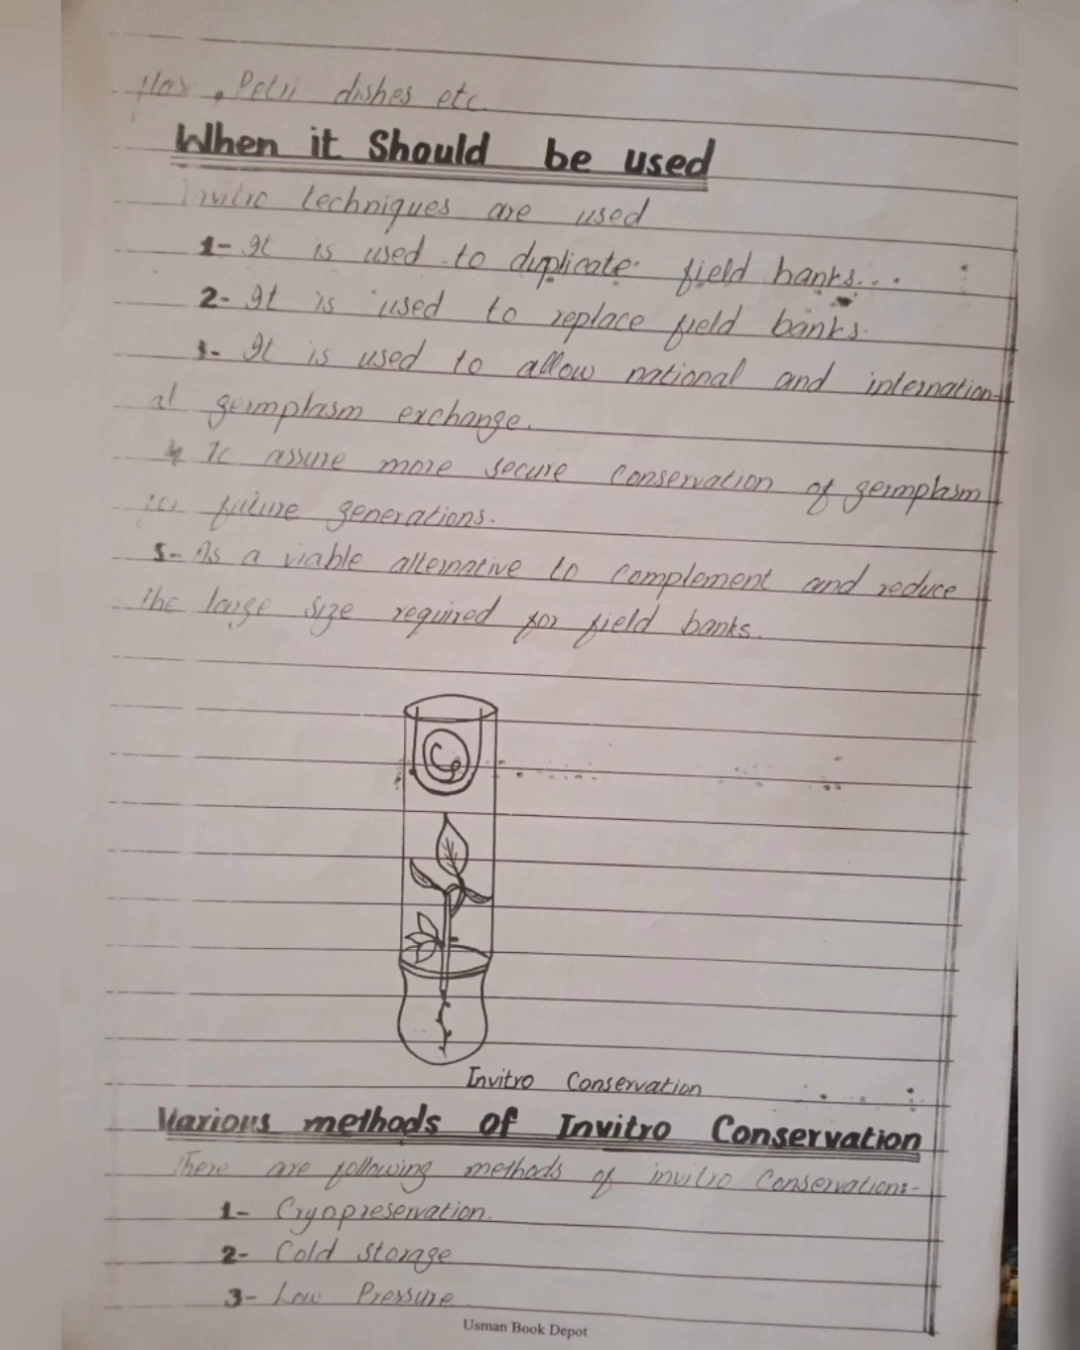 flas, Petri dishes etc.
When it Should be used
Invitro techniques are used
1- It is used to duplicate field banks...
2- It is used to replace field banks.
3- It is used to allow national and internation-
al germplasm exchange.
4 To assure more secure Conservation of germplasm
for future generations.
5- As a viable alternative to Complement and reduce
the large size required for field banks.
Invitro Conservation
Various methods of Invitro Conservation
There are following methods of invitro Conservation:-
1- Cryopreservation.
2- Cold Storage
3- Low Pressure
Usman Book Depot